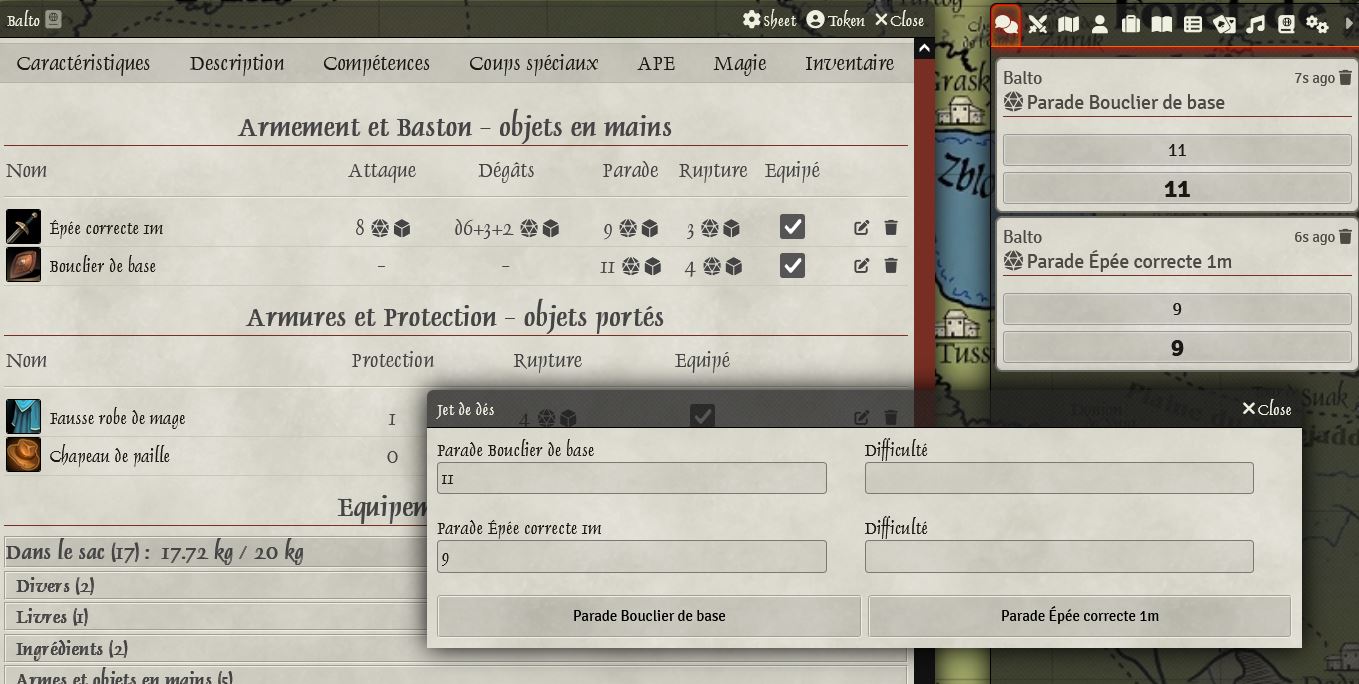 Balto
Sheet Token Close
Caractéristiques Description Compétences Coups spéciaux APE Magie Inventaire
Armement et Baston - objets en mains
Nom Attaque Dégâts Parade Rupture Equipé
Épée correcte 1m 8 d6+3+2 9 3
Bouclier de base - - 11 4
Armures et Protection - objets portés
Nom Protection Rupture Equipé
Fausse robe de mage 1 4
Chapeau de paille 0
Equipem
Dans le sac (17) : 17.72 kg / 20 kg
Divers (2)
Livres (1)
Ingrédients (2)
Armes et objets en mains (5)
Jet de dés Close
Parade Bouclier de base Difficulté
11
Parade Épée correcte 1m Difficulté
9
Parade Bouclier de base Parade Épée correcte 1m
Balto 7s ago
Parade Bouclier de base
11
11
Balto 6s ago
Parade Épée correcte 1m
9
9
Grask
Zblo
Tuss